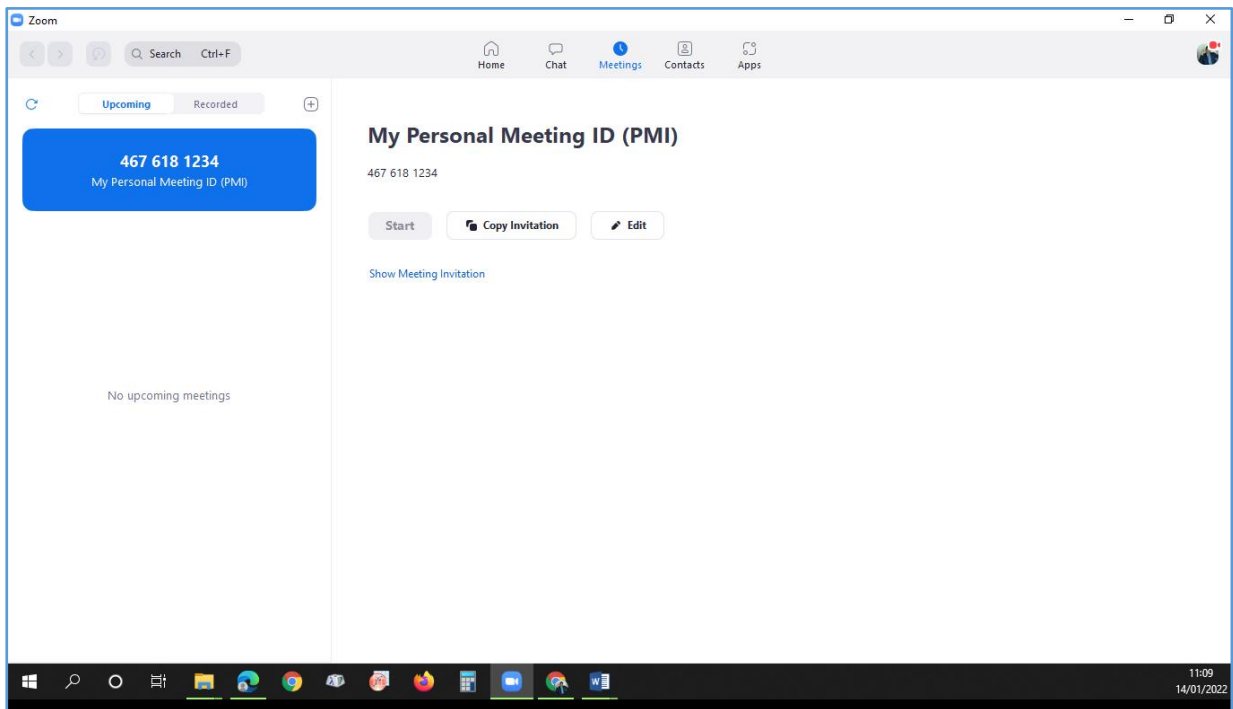 Zoom
Search Ctrl+F
Home Chat Meetings Contacts Apps
Upcoming Recorded
467 618 1234
My Personal Meeting ID (PMI)
No upcoming meetings
My Personal Meeting ID (PMI)
467 618 1234
Start Copy Invitation Edit
Show Meeting Invitation
W
11:09
14/01/2022